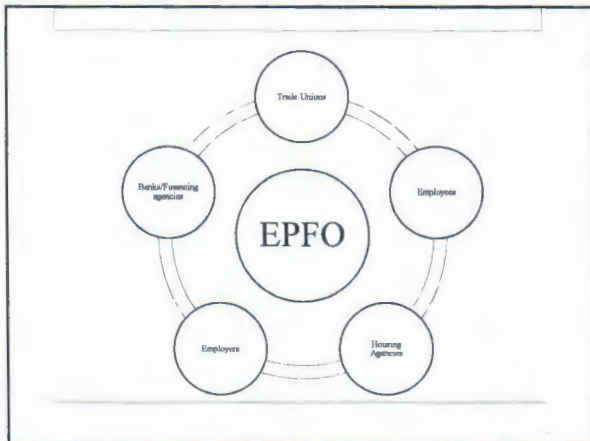 Trade Unions
Banks/Financing
agencies
Employees
EPFO
Employers
Housing
Agencies